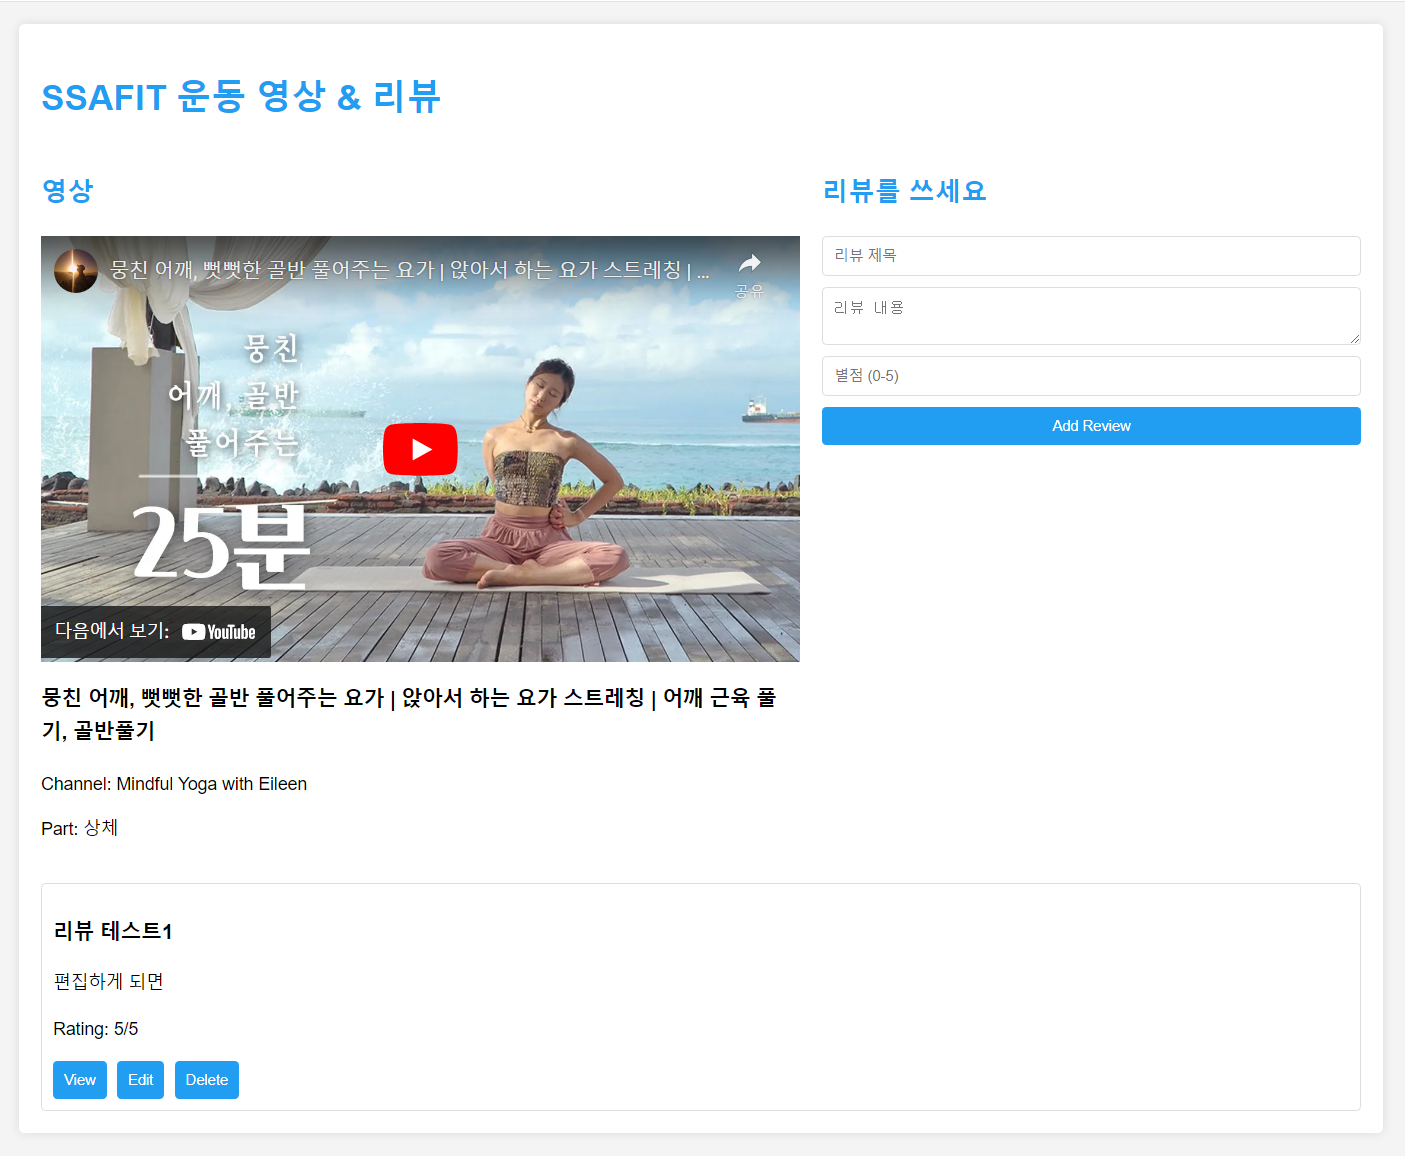 SSAFIT 운동 영상 & 리뷰
영상
뭉친 어깨, 뻣뻣한 골반 풀어주는 요가 | 앉아서 하는 요가 스트레칭 | ...
공유
뭉친
어깨, 골반
풀어주는
25분
다음에서 보기: YouTube
뭉친 어깨, 뻣뻣한 골반 풀어주는 요가 | 앉아서 하는 요가 스트레칭 | 어깨 근육 풀
기, 골반풀기
Channel: Mindful Yoga with Eileen
Part: 상체
리뷰를 쓰세요
리뷰 제목
리뷰 내용
별점 (0-5)
Add Review
리뷰 테스트1
편집하게 되면
Rating: 5/5
View Edit Delete